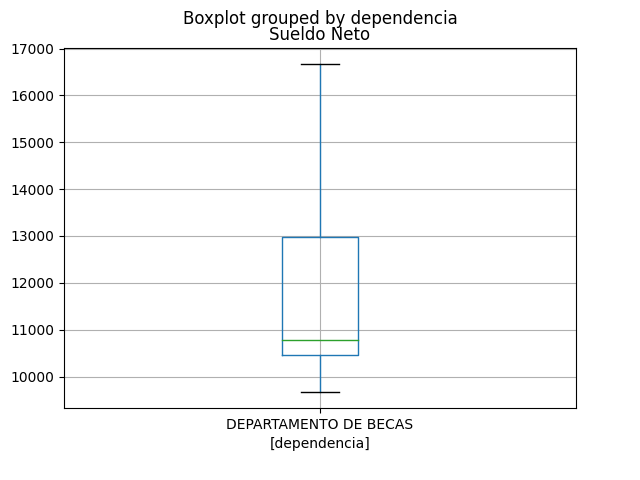 Boxplot grouped by dependencia
Sueldo Neto
17000
16000
15000
14000
13000
12000
11000
10000
DEPARTAMENTO DE BECAS
[dependencia]